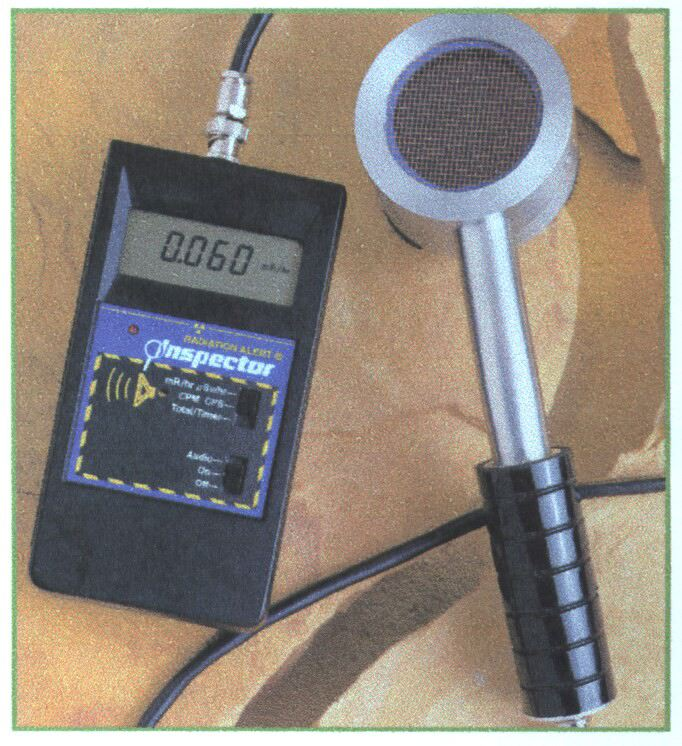 0.060 mR/hr
RADIATION ALERT ®
Inspector
mR/hr µSv/hr
CPM CPS
Total/Timer
Audio
On
Off